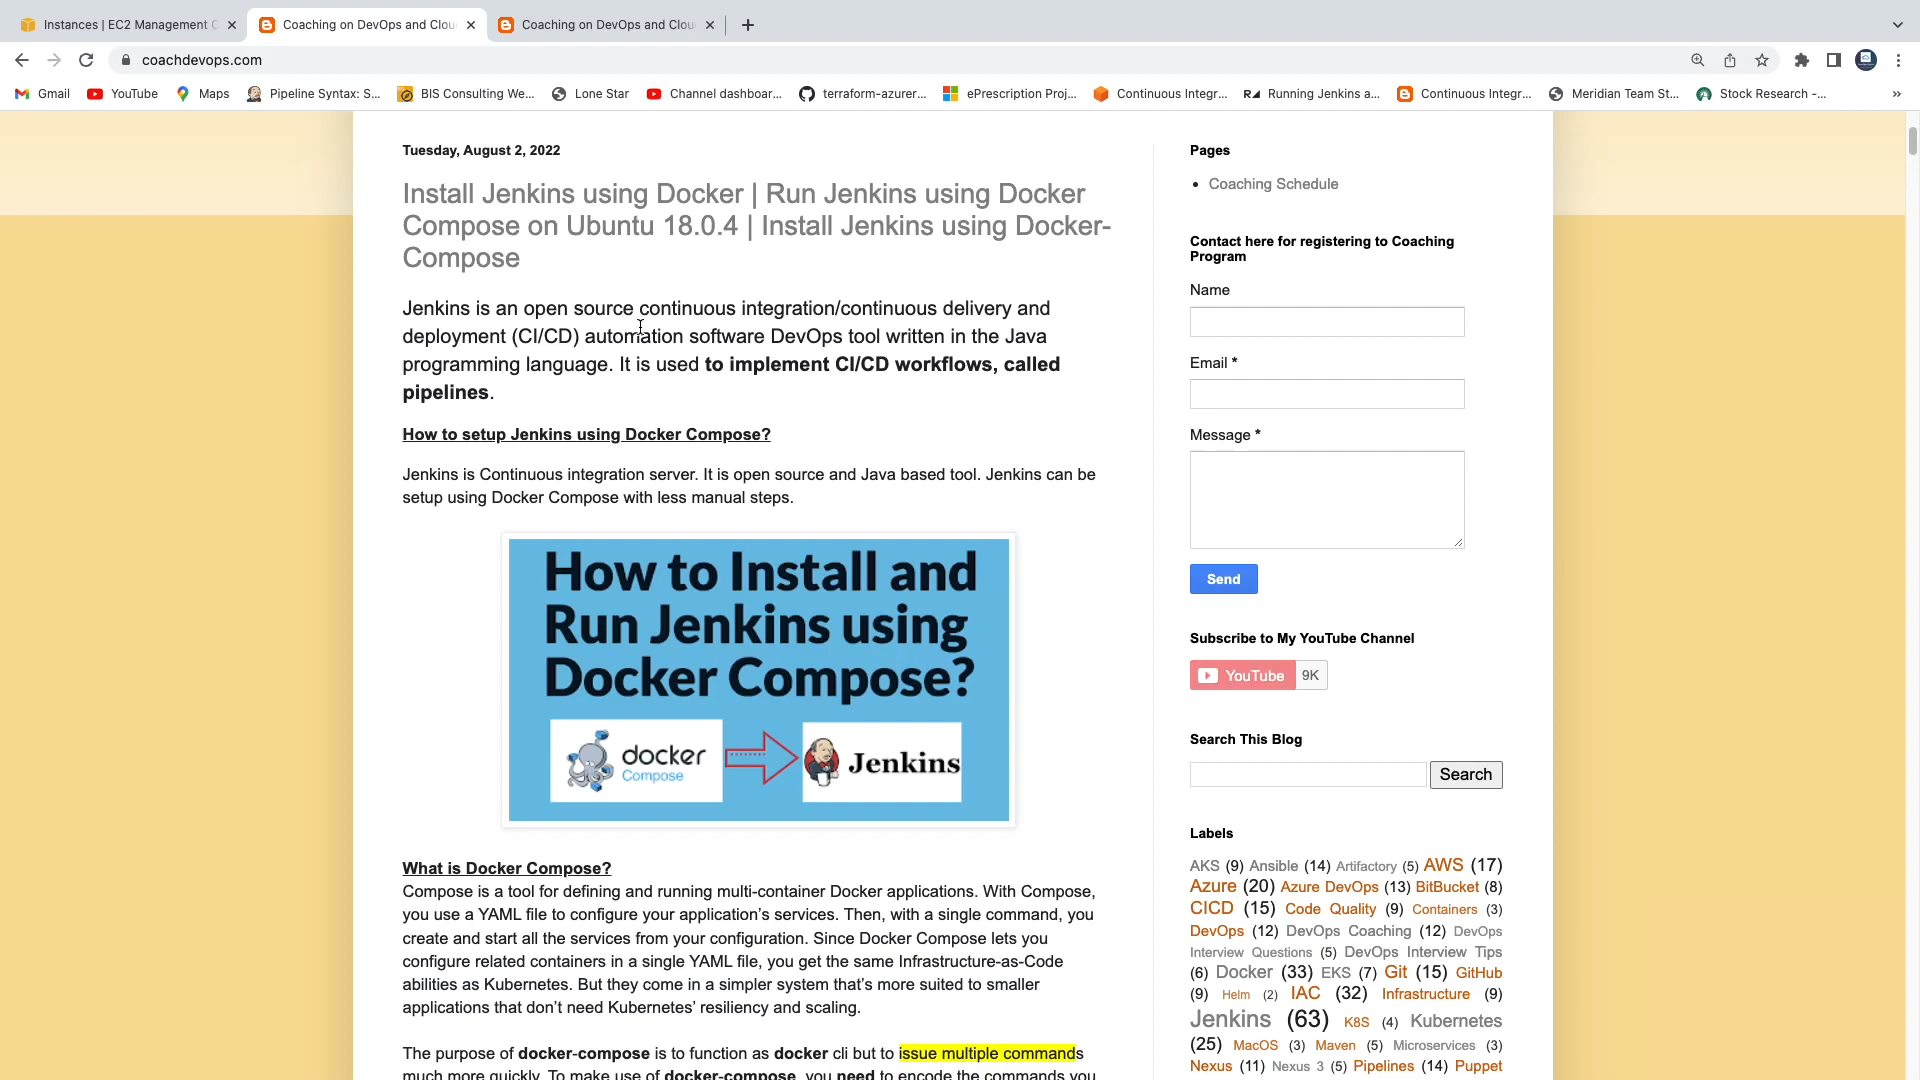 Instances | EC2 Management C
Coaching on DevOps and Clou
Coaching on DevOps and Clou
coachdevops.com
Gmail
YouTube
Maps
Pipeline Syntax: S...
BIS Consulting We...
Lone Star
Channel dashboar...
terraform-azurer...
ePrescription Proj...
Continuous Integr...
Running Jenkins a...
Continuous Integr...
Meridian Team St...
Stock Research -...
»
Tuesday, August 2, 2022
Install Jenkins using Docker | Run Jenkins using Docker
Compose on Ubuntu 18.0.4 | Install Jenkins using Docker-
Compose
Jenkins is an open source continuous integration/continuous delivery and
deployment (CI/CD) automation software DevOps tool written in the Java
programming language. It is used to implement CI/CD workflows, called
pipelines.
How to setup Jenkins using Docker Compose?
Jenkins is Continuous integration server. It is open source and Java based tool. Jenkins can be
setup using Docker Compose with less manual steps.
How to Install and
Run Jenkins using
Docker Compose?
docker
Compose
Jenkins
What is Docker Compose?
Compose is a tool for defining and running multi-container Docker applications. With Compose,
you use a YAML file to configure your application’s services. Then, with a single command, you
create and start all the services from your configuration. Since Docker Compose lets you
configure related containers in a single YAML file, you get the same Infrastructure-as-Code
abilities as Kubernetes. But they come in a simpler system that’s more suited to smaller
applications that don’t need Kubernetes’ resiliency and scaling.
The purpose of docker-compose is to function as docker cli but to issue multiple commands
much more quickly. To make use of docker-compose, you need to encode the commands you
Pages
Coaching Schedule
Contact here for registering to Coaching
Program
Name
Email *
Message *
Send
Subscribe to My YouTube Channel
YouTube 9K
Search This Blog
Search
Labels
AKS (9) Ansible (14) Artifactory (5) AWS (17)
Azure (20) Azure DevOps (13) BitBucket (8)
CICD (15) Code Quality (9) Containers (3)
DevOps (12) DevOps Coaching (12) DevOps
Interview Questions (5) DevOps Interview Tips
(6) Docker (33) EKS (7) Git (15) GitHub
(9) Helm (2) IAC (32) Infrastructure (9)
Jenkins (63) K8S (4) Kubernetes
(25) MacOS (3) Maven (5) Microservices (3)
Nexus (11) Nexus 3 (5) Pipelines (14) Puppet